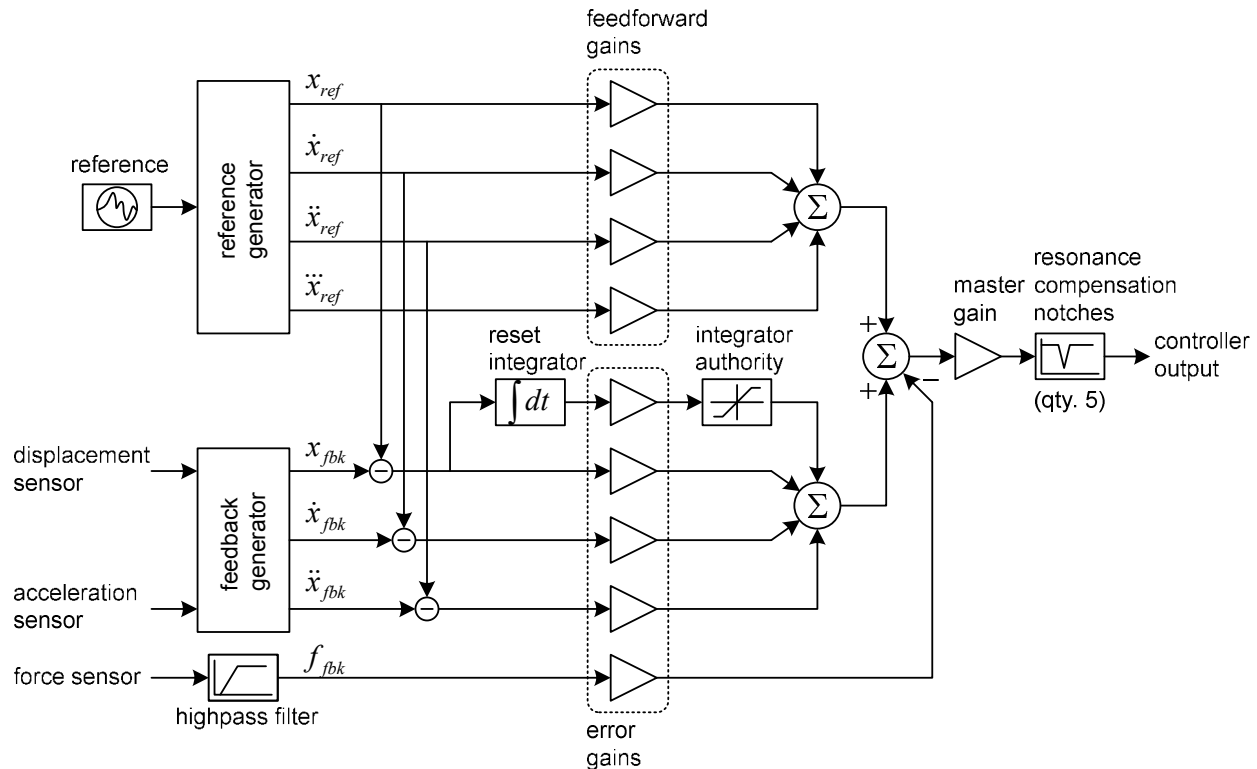 feedforward
gains
x_ref
ẋ_ref
ẍ_ref
x⃛_ref
reference
reference
generator
Σ
resonance
compensation
notches
master
gain
reset
integrator
integrator
authority
+
Σ
+
−
controller
output
∫dt
(qty. 5)
displacement
sensor
x_fbk
−
ẋ_fbk
−
Σ
feedback
generator
acceleration
sensor
ẍ_fbk
−
force sensor
f_fbk
highpass filter
error
gains